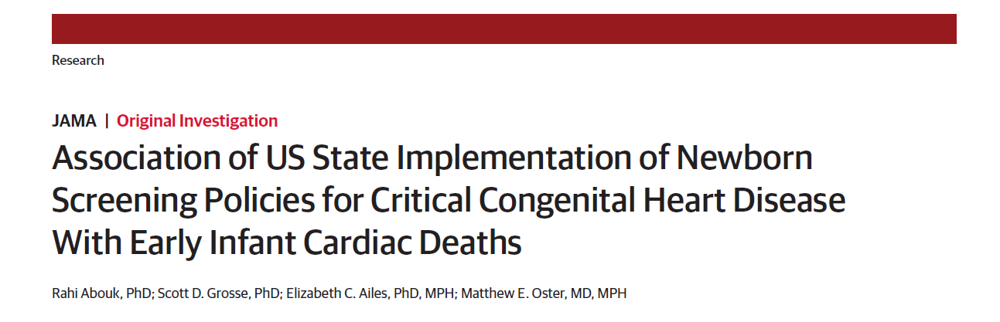 Research
JAMA | Original Investigation
Association of US State Implementation of Newborn
Screening Policies for Critical Congenital Heart Disease
With Early Infant Cardiac Deaths
Rahi Abouk, PhD; Scott D. Grosse, PhD; Elizabeth C. Ailes, PhD, MPH; Matthew E. Oster, MD, MPH